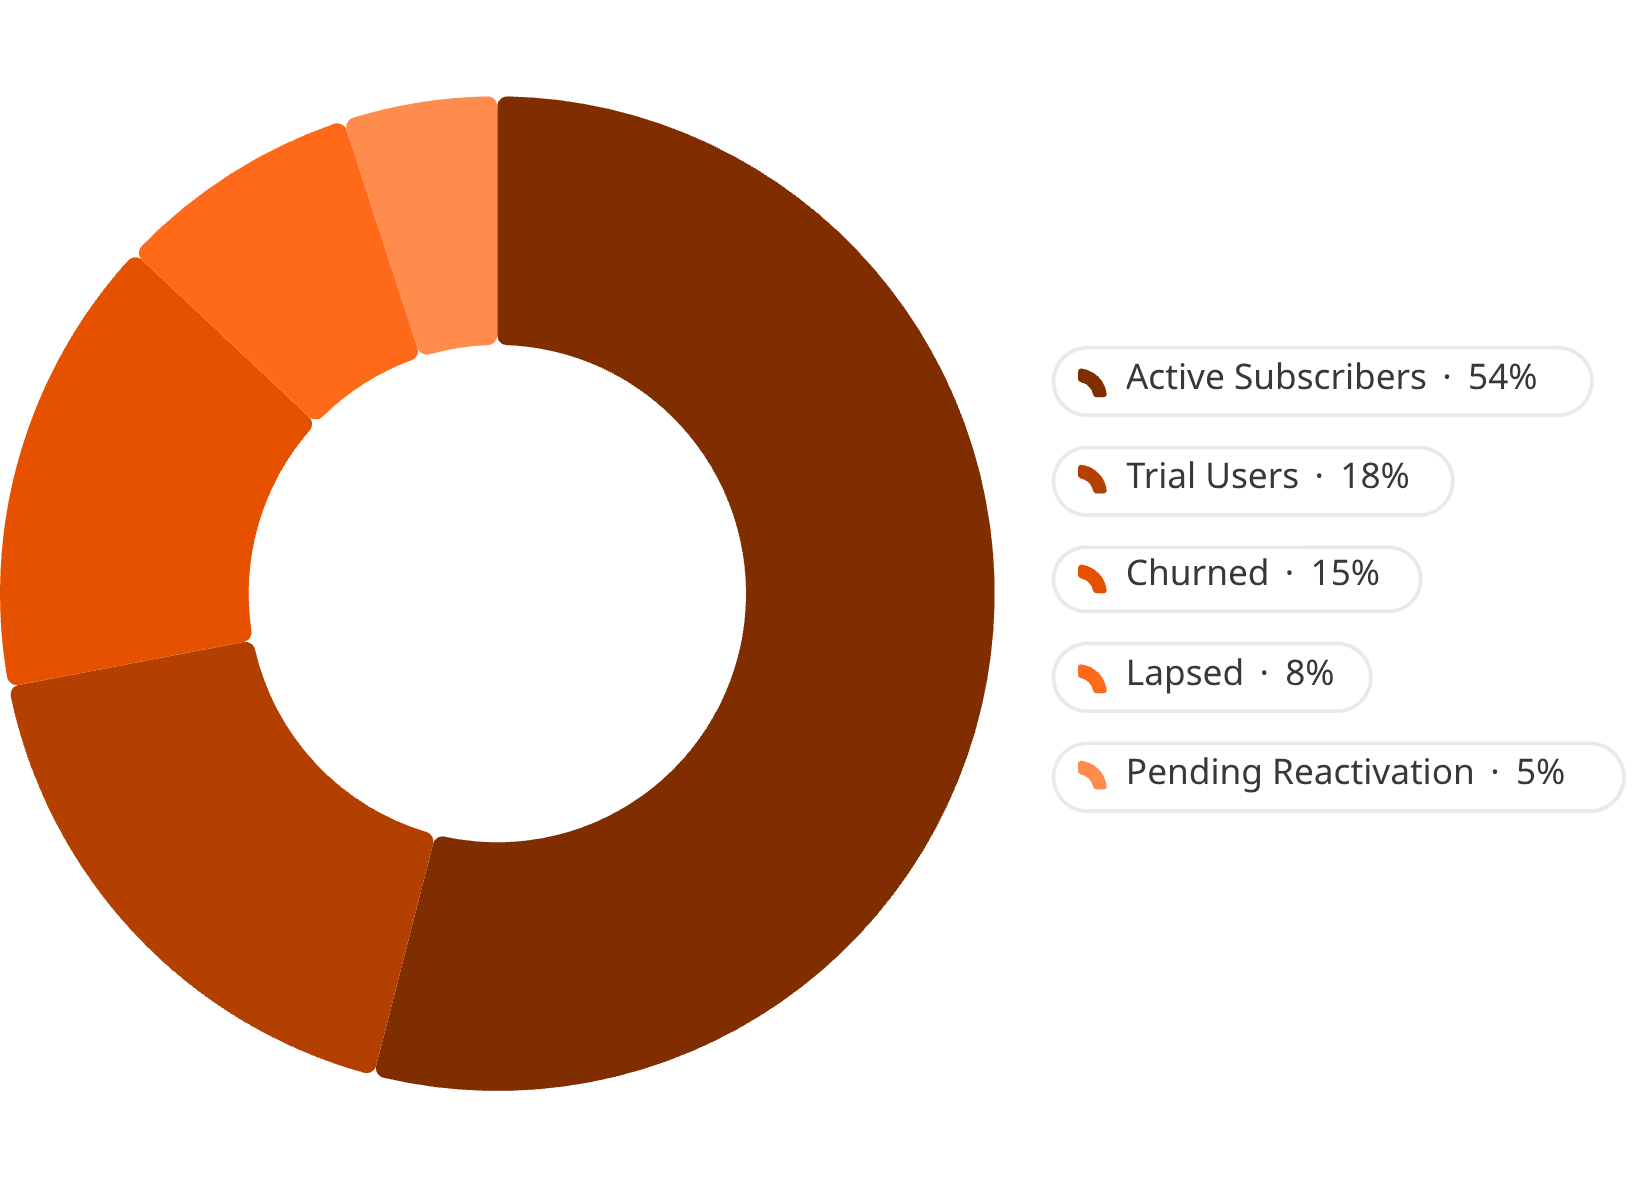 Active Subscribers · 54%
Trial Users · 18%
Churned · 15%
Lapsed · 8%
Pending Reactivation · 5%